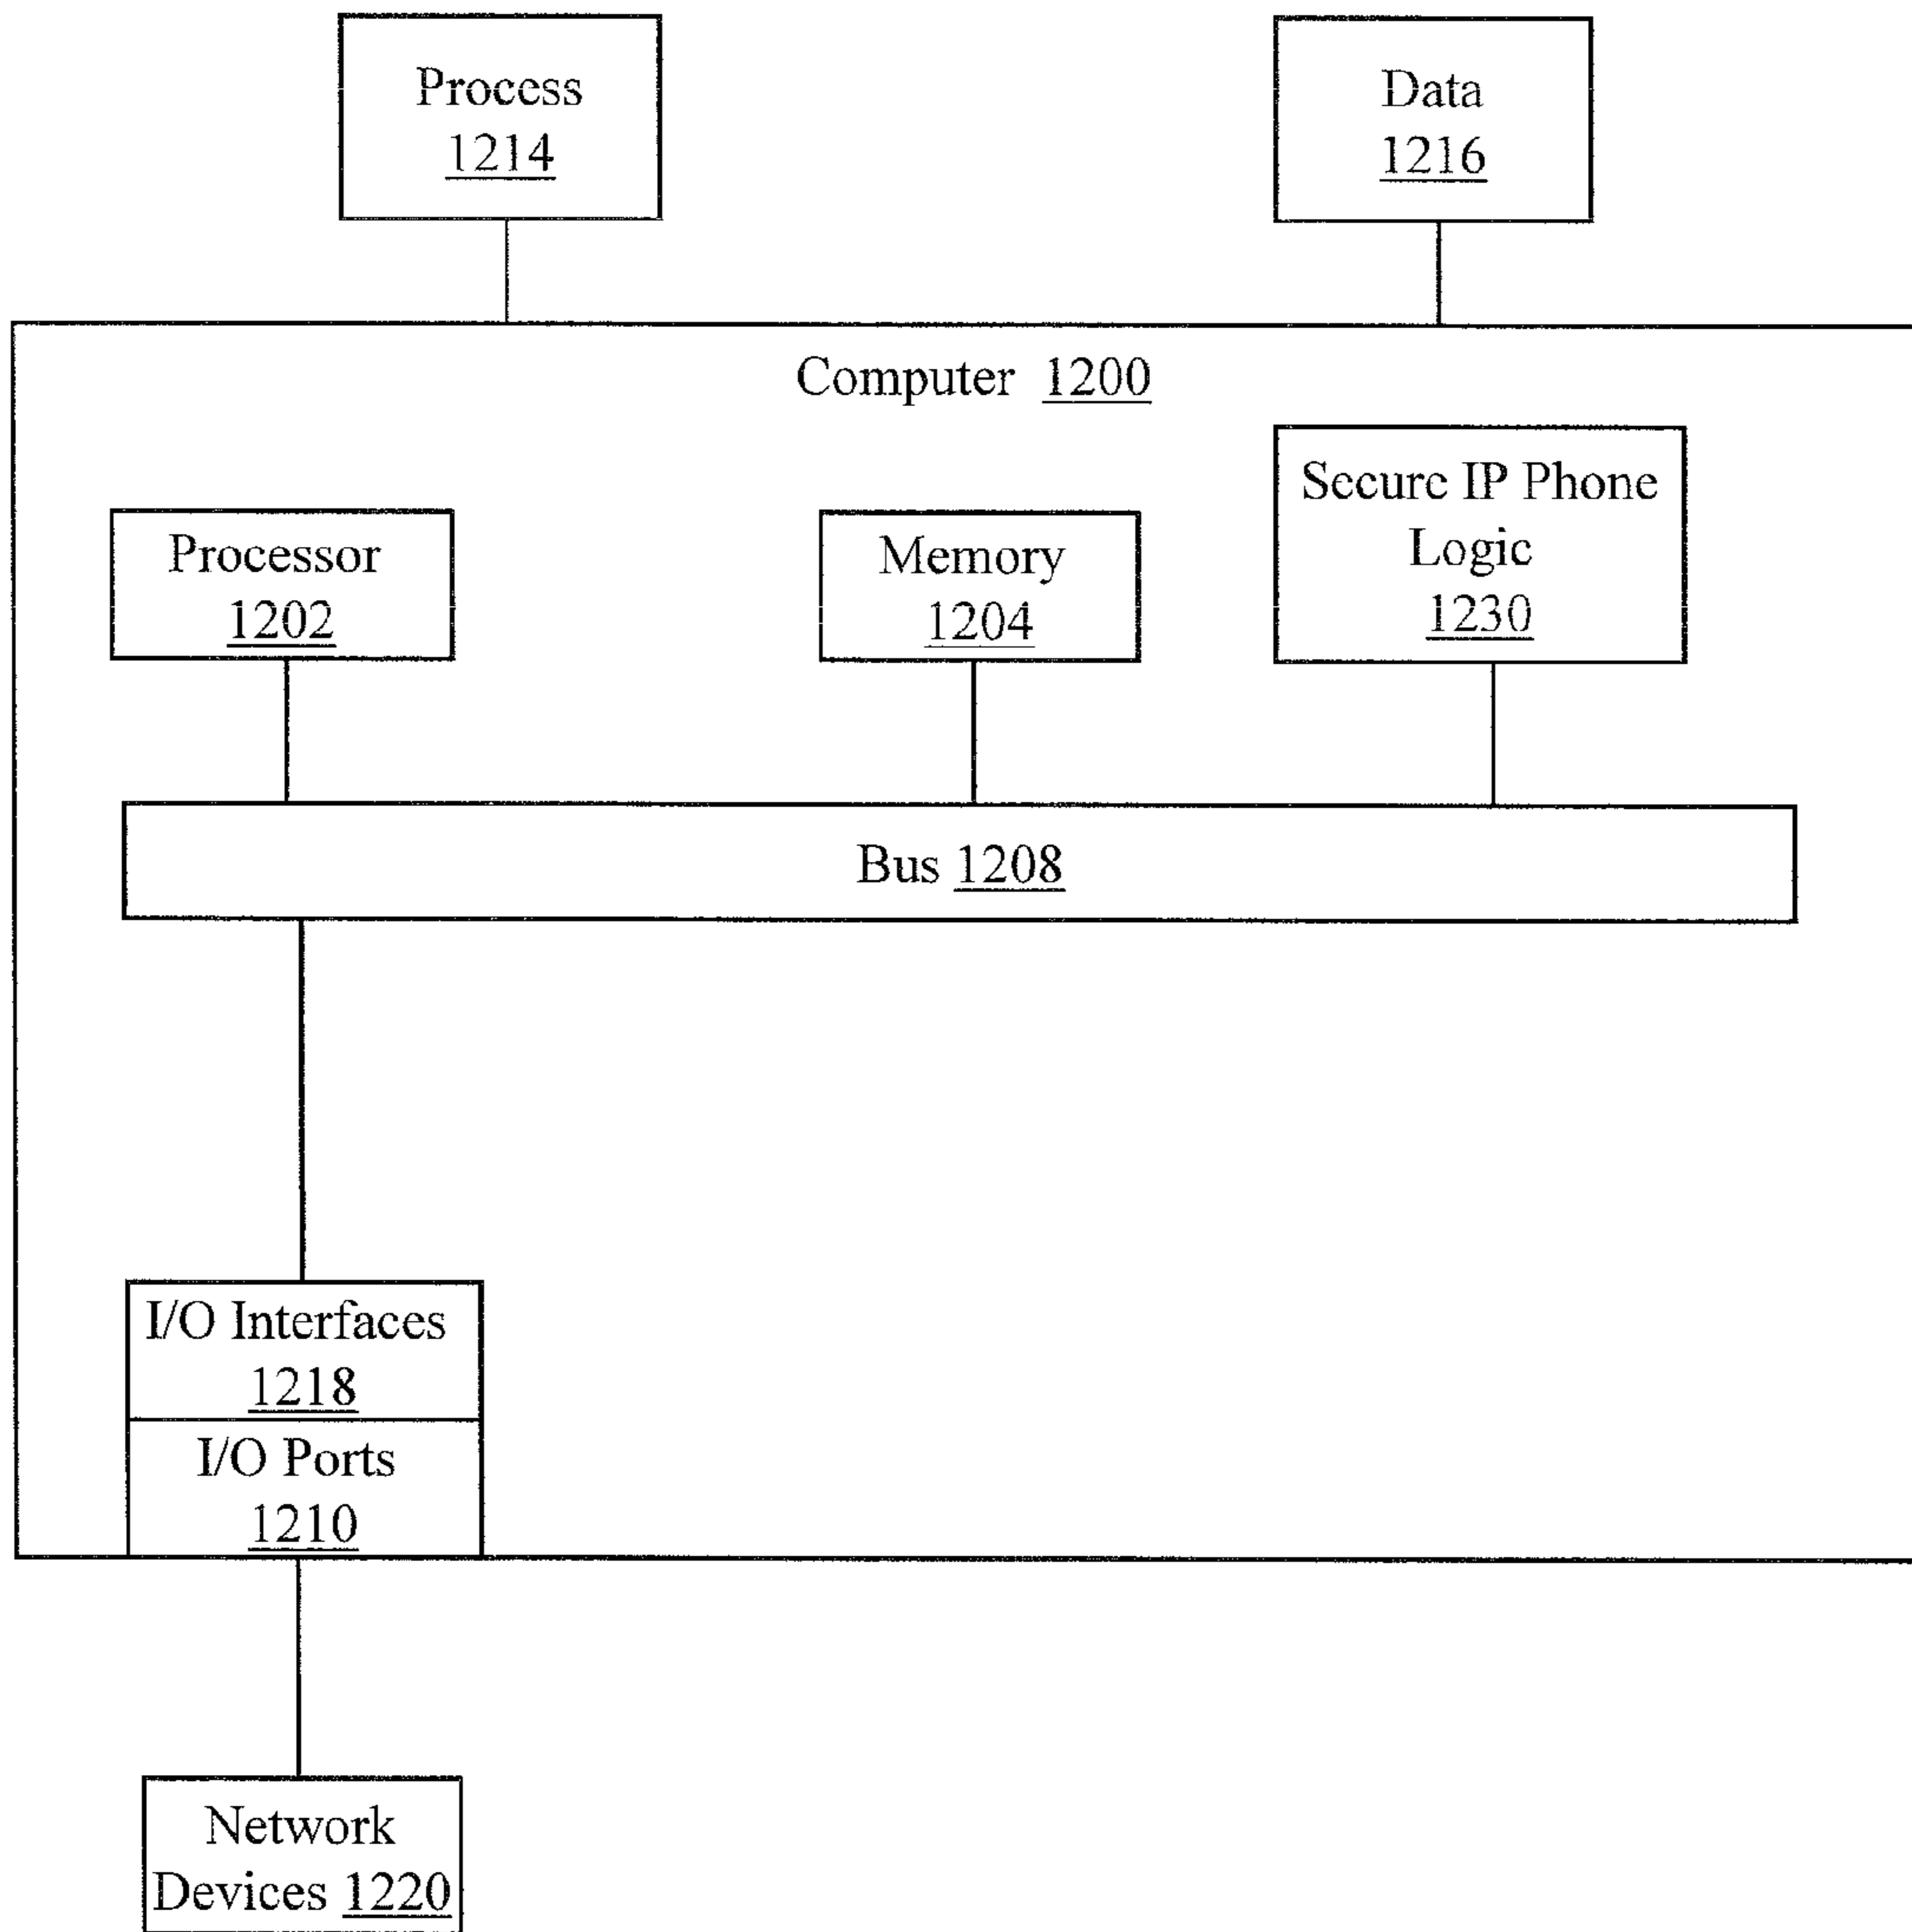 Process
1214
Data
1216
Computer 1200
Processor
1202
Memory
1204
Secure IP Phone
Logic
1230
Bus 1208
I/O Interfaces
1218
I/O Ports
1210
Network
Devices 1220